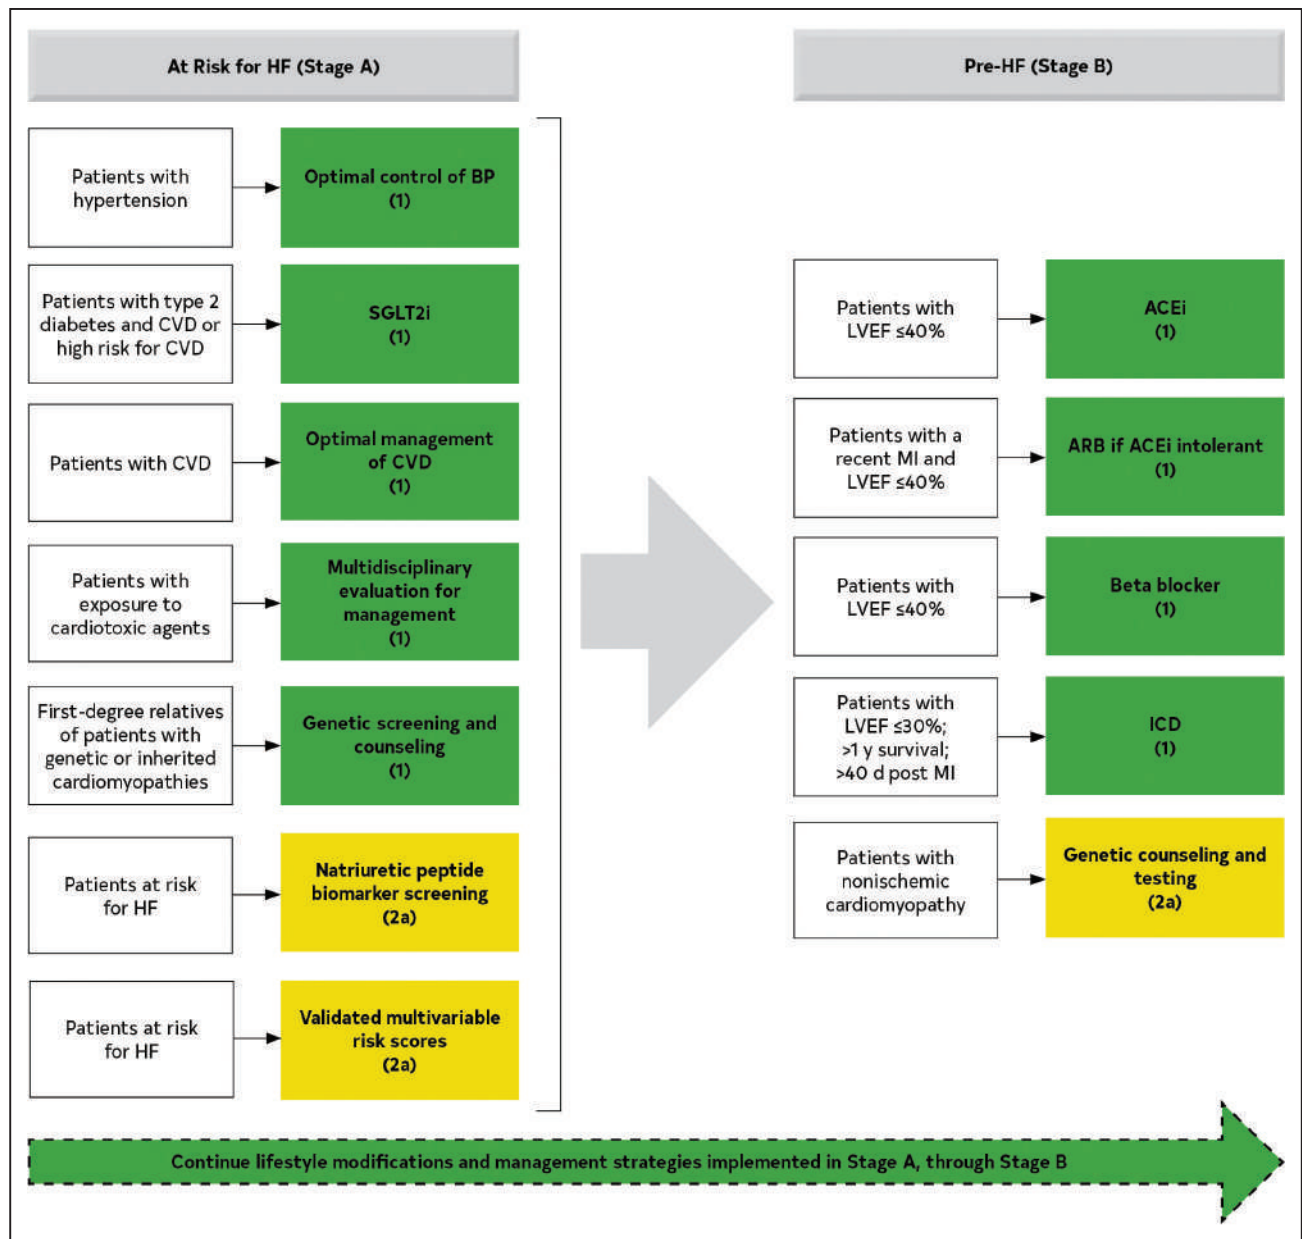 At Risk for HF (Stage A)
Patients with
hypertension
Optimal control of BP
(1)
Patients with type 2
diabetes and CVD or
high risk for CVD
SGLT2i
(1)
Patients with CVD
Optimal management
of CVD
(1)
Patients with
exposure to
cardiotoxic agents
Multidisciplinary
evaluation for
management
(1)
First-degree relatives
of patients with
genetic or inherited
cardiomyopathies
Genetic screening and
counseling
(1)
Patients at risk
for HF
Natriuretic peptide
biomarker screening
(2a)
Patients at risk
for HF
Validated multivariable
risk scores
(2a)
Pre-HF (Stage B)
Patients with
LVEF ≤40%
ACEi
(1)
Patients with a
recent MI and
LVEF ≤40%
ARB if ACEi intolerant
(1)
Patients with
LVEF ≤40%
Beta blocker
(1)
Patients with
LVEF ≤30%;
>1 y survival;
>40 d post MI
ICD
(1)
Patients with
nonischemic
cardiomyopathy
Genetic counseling and
testing
(2a)
Continue lifestyle modifications and management strategies implemented in Stage A, through Stage B